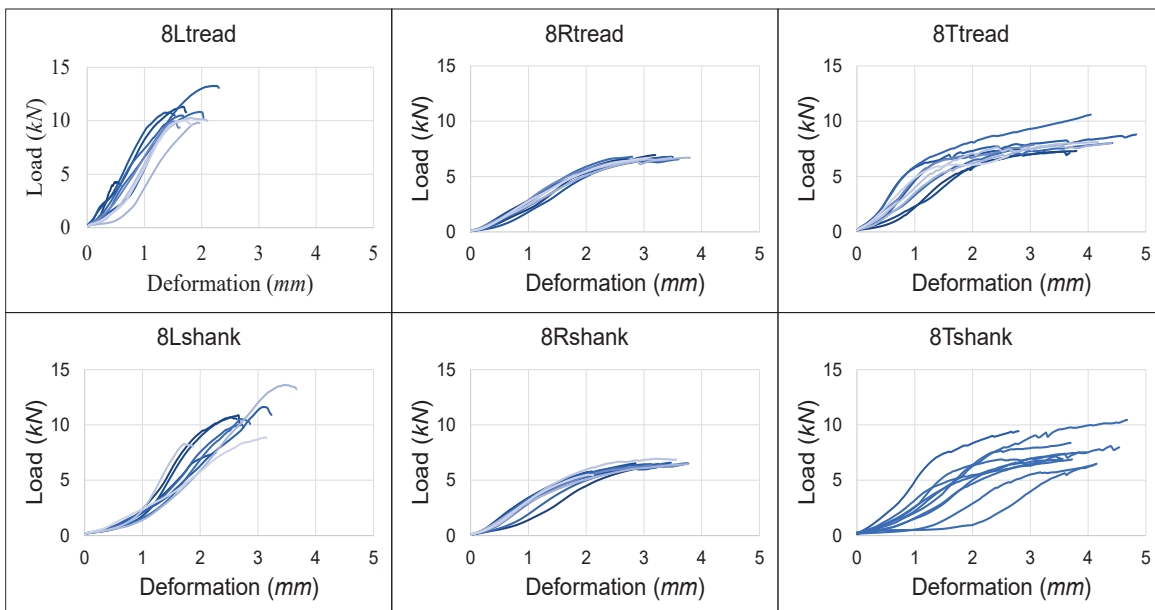 8Ltread
15
10
5
0
Load (kN)
0 1 2 3 4 5
Deformation (mm)
8Rtread
15
10
5
0
Load (kN)
0 1 2 3 4 5
Deformation (mm)
8Ttread
15
10
5
0
Load (kN)
0 1 2 3 4 5
Deformation (mm)
8Lshank
15
10
5
0
Load (kN)
0 1 2 3 4 5
Deformation (mm)
8Rshank
15
10
5
0
Load (kN)
0 1 2 3 4 5
Deformation (mm)
8Tshank
15
10
5
0
Load (kN)
0 1 2 3 4 5
Deformation (mm)